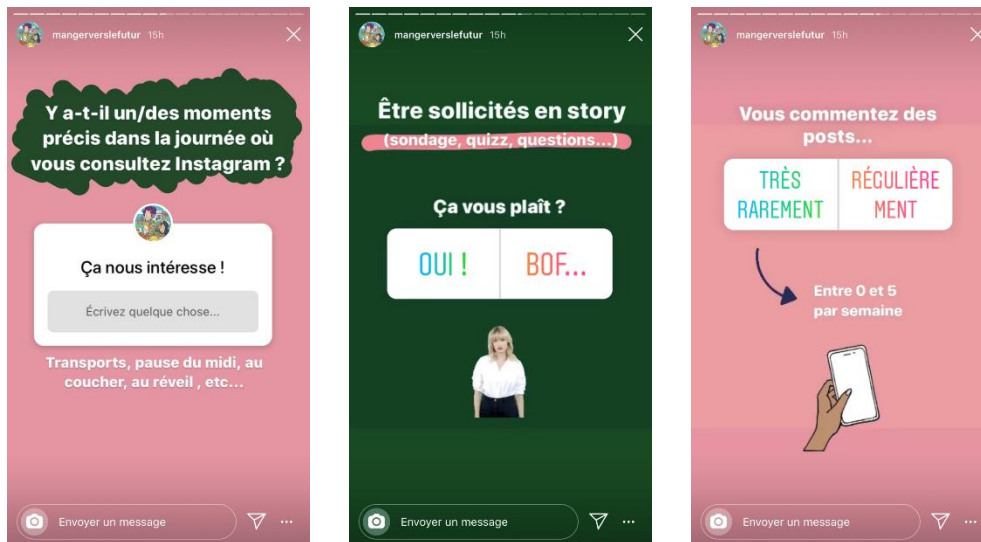 mangerverslefutur 15h
Y a-t-il un/des moments
précis dans la journée où
vous consultez Instagram ?
Ça nous intéresse !
Écrivez quelque chose...
Transports, pause du midi, au
coucher, au réveil , etc...
Envoyer un message
mangerverslefutur 15h
Être sollicités en story
(sondage, quizz, questions...)
Ça vous plaît ?
OUI !
BOF...
Envoyer un message
mangerverslefutur 15h
Vous commentez des
posts...
TRÈS
RAREMENT
RÉGULIÈRE
MENT
Entre 0 et 5
par semaine
Envoyer un message